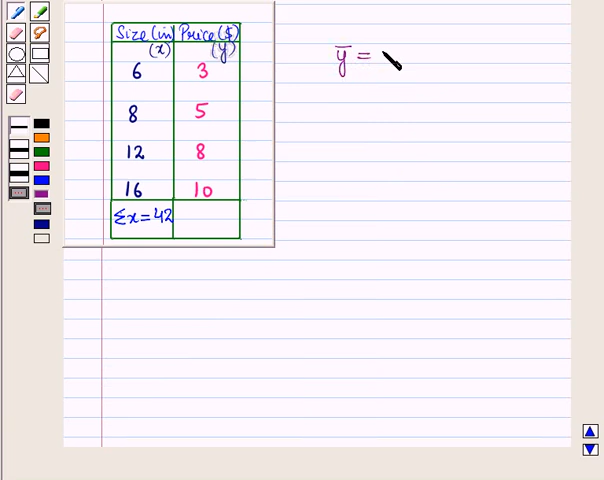 Size (in) Price ($)
(x) (y)
6 3
8 5
12 8
16 10
Σx=42
y̅ =